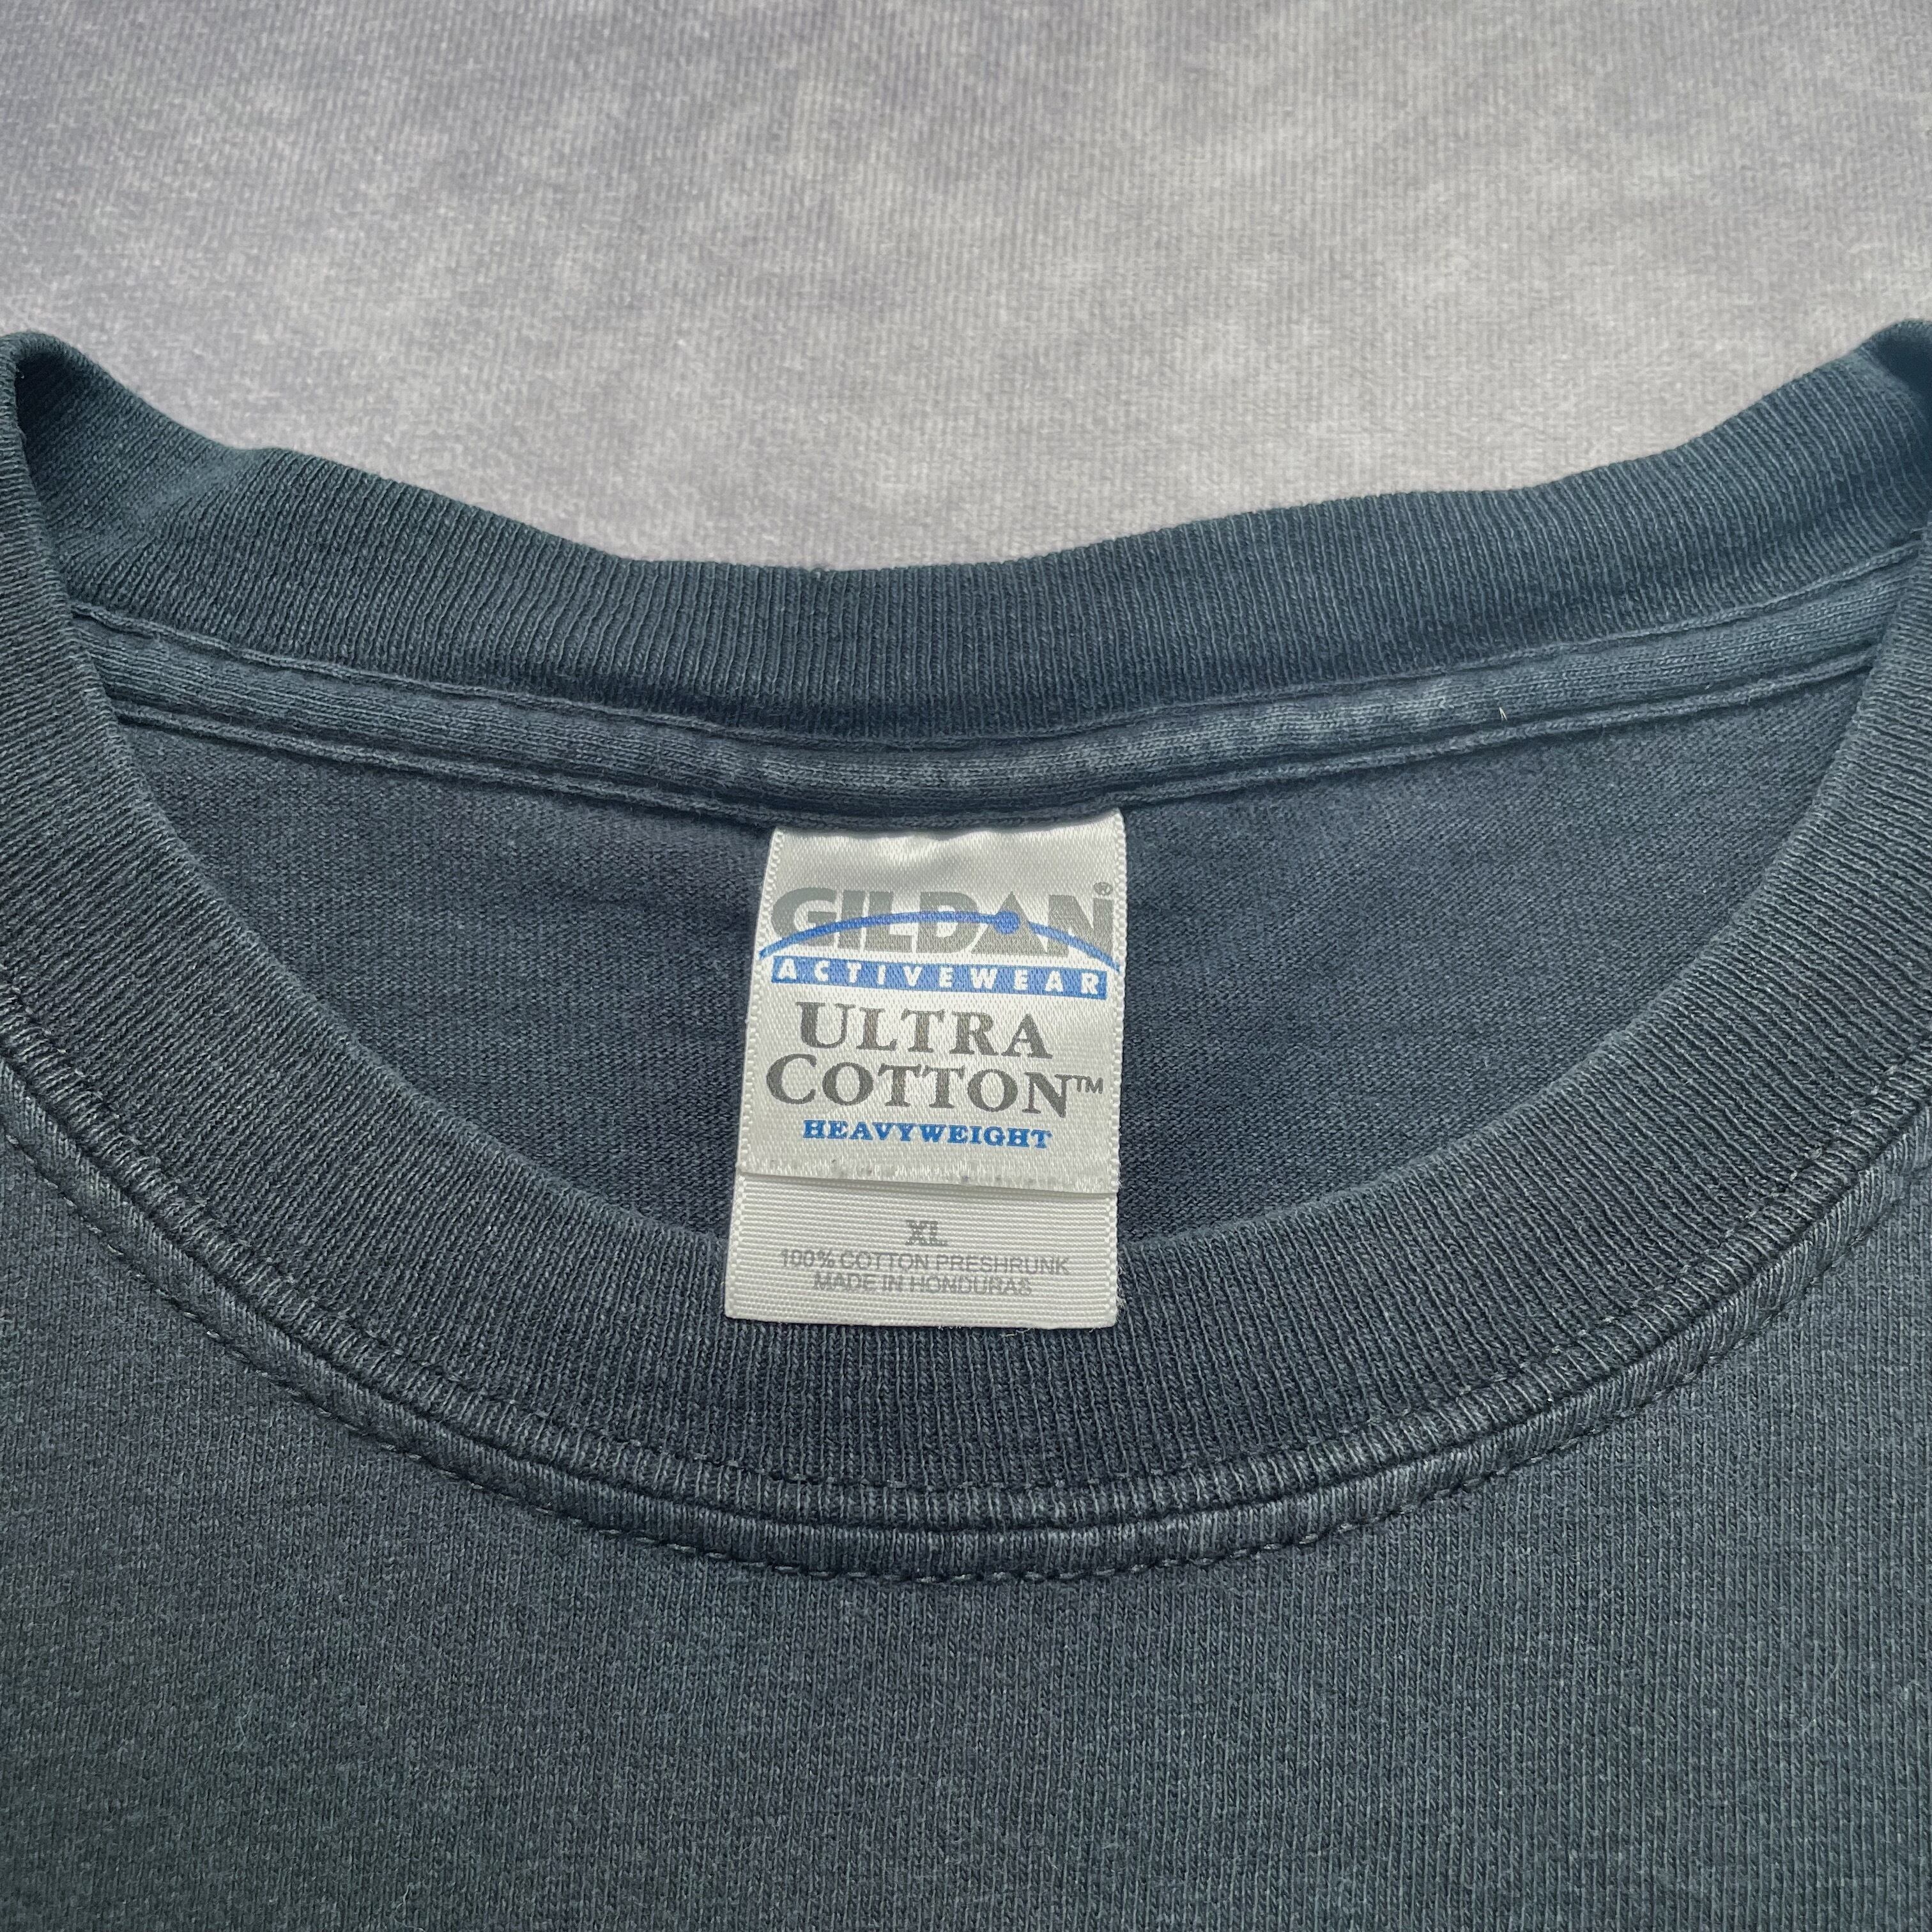 GILDAN®
ACTIVEWEAR
ULTRA
COTTON™
HEAVYWEIGHT
XL
100% COTTON PRESHRUNK
MADE IN HONDURAS